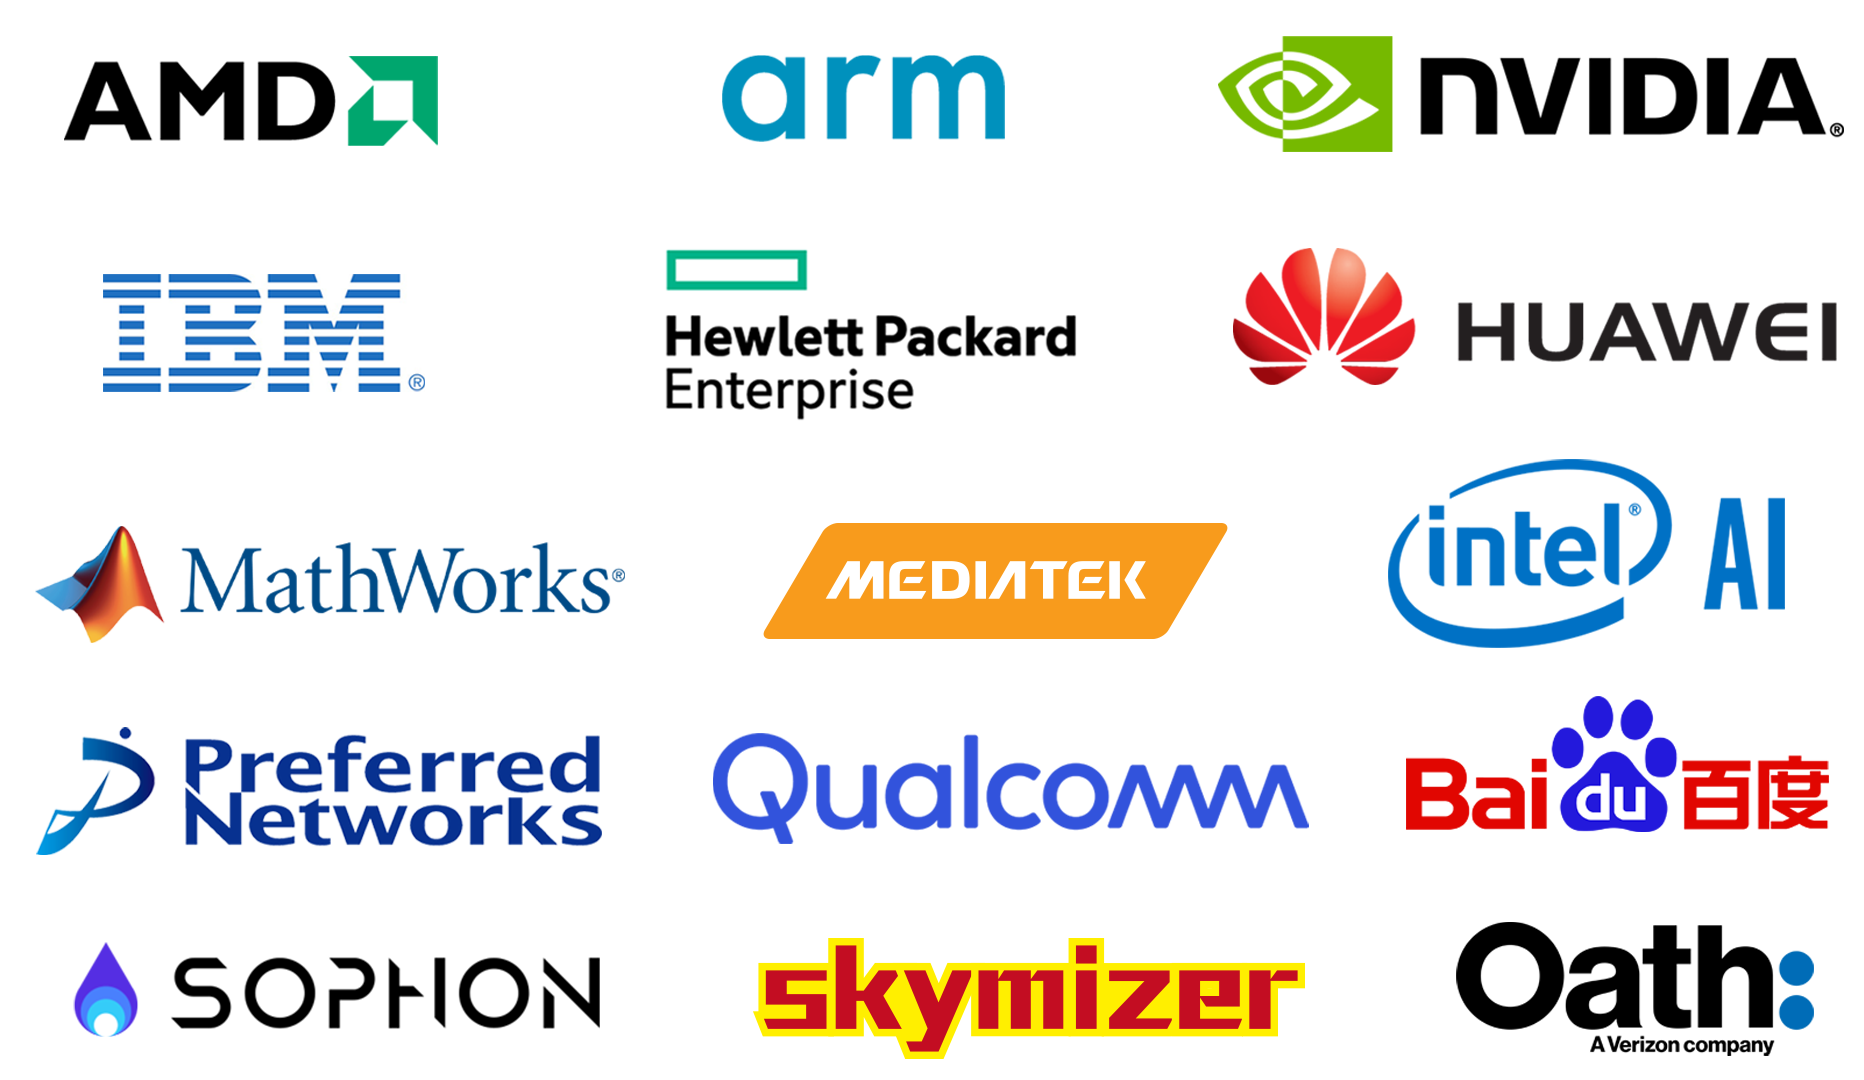 AMD
arm
nVIDIA®
IBM®
Hewlett Packard
Enterprise
HUAWEI
MathWorks®
MEDIATEK
intel® AI
Preferred
Networks
Qualcomm
Bai du 百度
SOPHON
skymizer
Oath:
A Verizon company